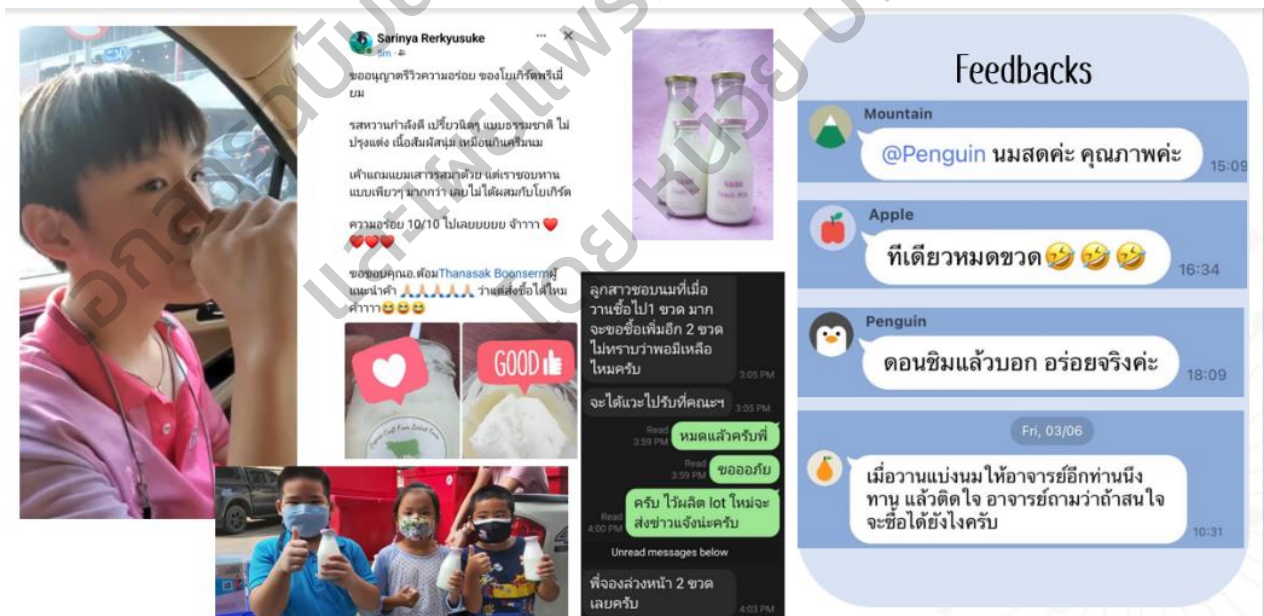 Sarinya Rerkyusuke
5m
ขออนุญาตรีวิวความอร่อย ของโยเกิร์ตพรีเมี่
ยม
รสหวานกำลังดี เปรี้ยวนิดๆ แบบธรรมชาติ ไม่
ปรุงแต่ง เนื้อสัมผัสนุ่ม เหมือนกินครีมนม
เค้าแถมแยมเสาวรสมาด้วย แต่เราชอบทาน
แบบเพียวๆ มากกว่า เลยไม่ได้ผสมกับโยเกิร์ต
ความอร่อย 10/10 ไปเลยยยยย จ้าาาา ❤️
❤️❤️❤️
ขอขอบคุณอ.ต้อมThanasak Boonsermผู้
แนะนำค้า 🙏🙏🙏🙏🙏 ว่าแต่สั่งซื้อได้ไหม
ค้าาาา😄😄😄
GOOD
ลูกสาวชอบนมที่เมื่อ
วานซื้อไป1 ขวด มาก
จะขอซื้อเพิ่มอีก 2 ขวด
ไม่ทราบว่าพอมีเหลือ
ไหมครับ
3:05 PM
จะได้แวะไปรับที่คณะฯ
3:05 PM
Read
3:59 PM
หมดแล้วครับพี่
Read
3:59 PM
ขอออภัย
ครับ ไว้ผลิต lot ใหม่จะ
ส่งข่าวแจ้งน่ะครับ
Read
4:00 PM
Unread messages below
พี่จองล่วงหน้า 2 ขวด
เลยครับ
4:03 PM
Feedbacks
Mountain
@Penguin นมสดค่ะ คุณภาพค่ะ
15:09
Apple
ทีเดียวหมดขวด🤣🤣🤣
16:34
Penguin
ตอนชิมแล้วบอก อร่อยจริงค่ะ
18:09
Fri, 03/06
เมื่อวานแบ่งนมให้อาจารย์อีกท่านนึง
ทาน แล้วติดใจ อาจารย์ถามว่าถ้าสนใจ
จะซื้อได้ยังไงครับ
10:31